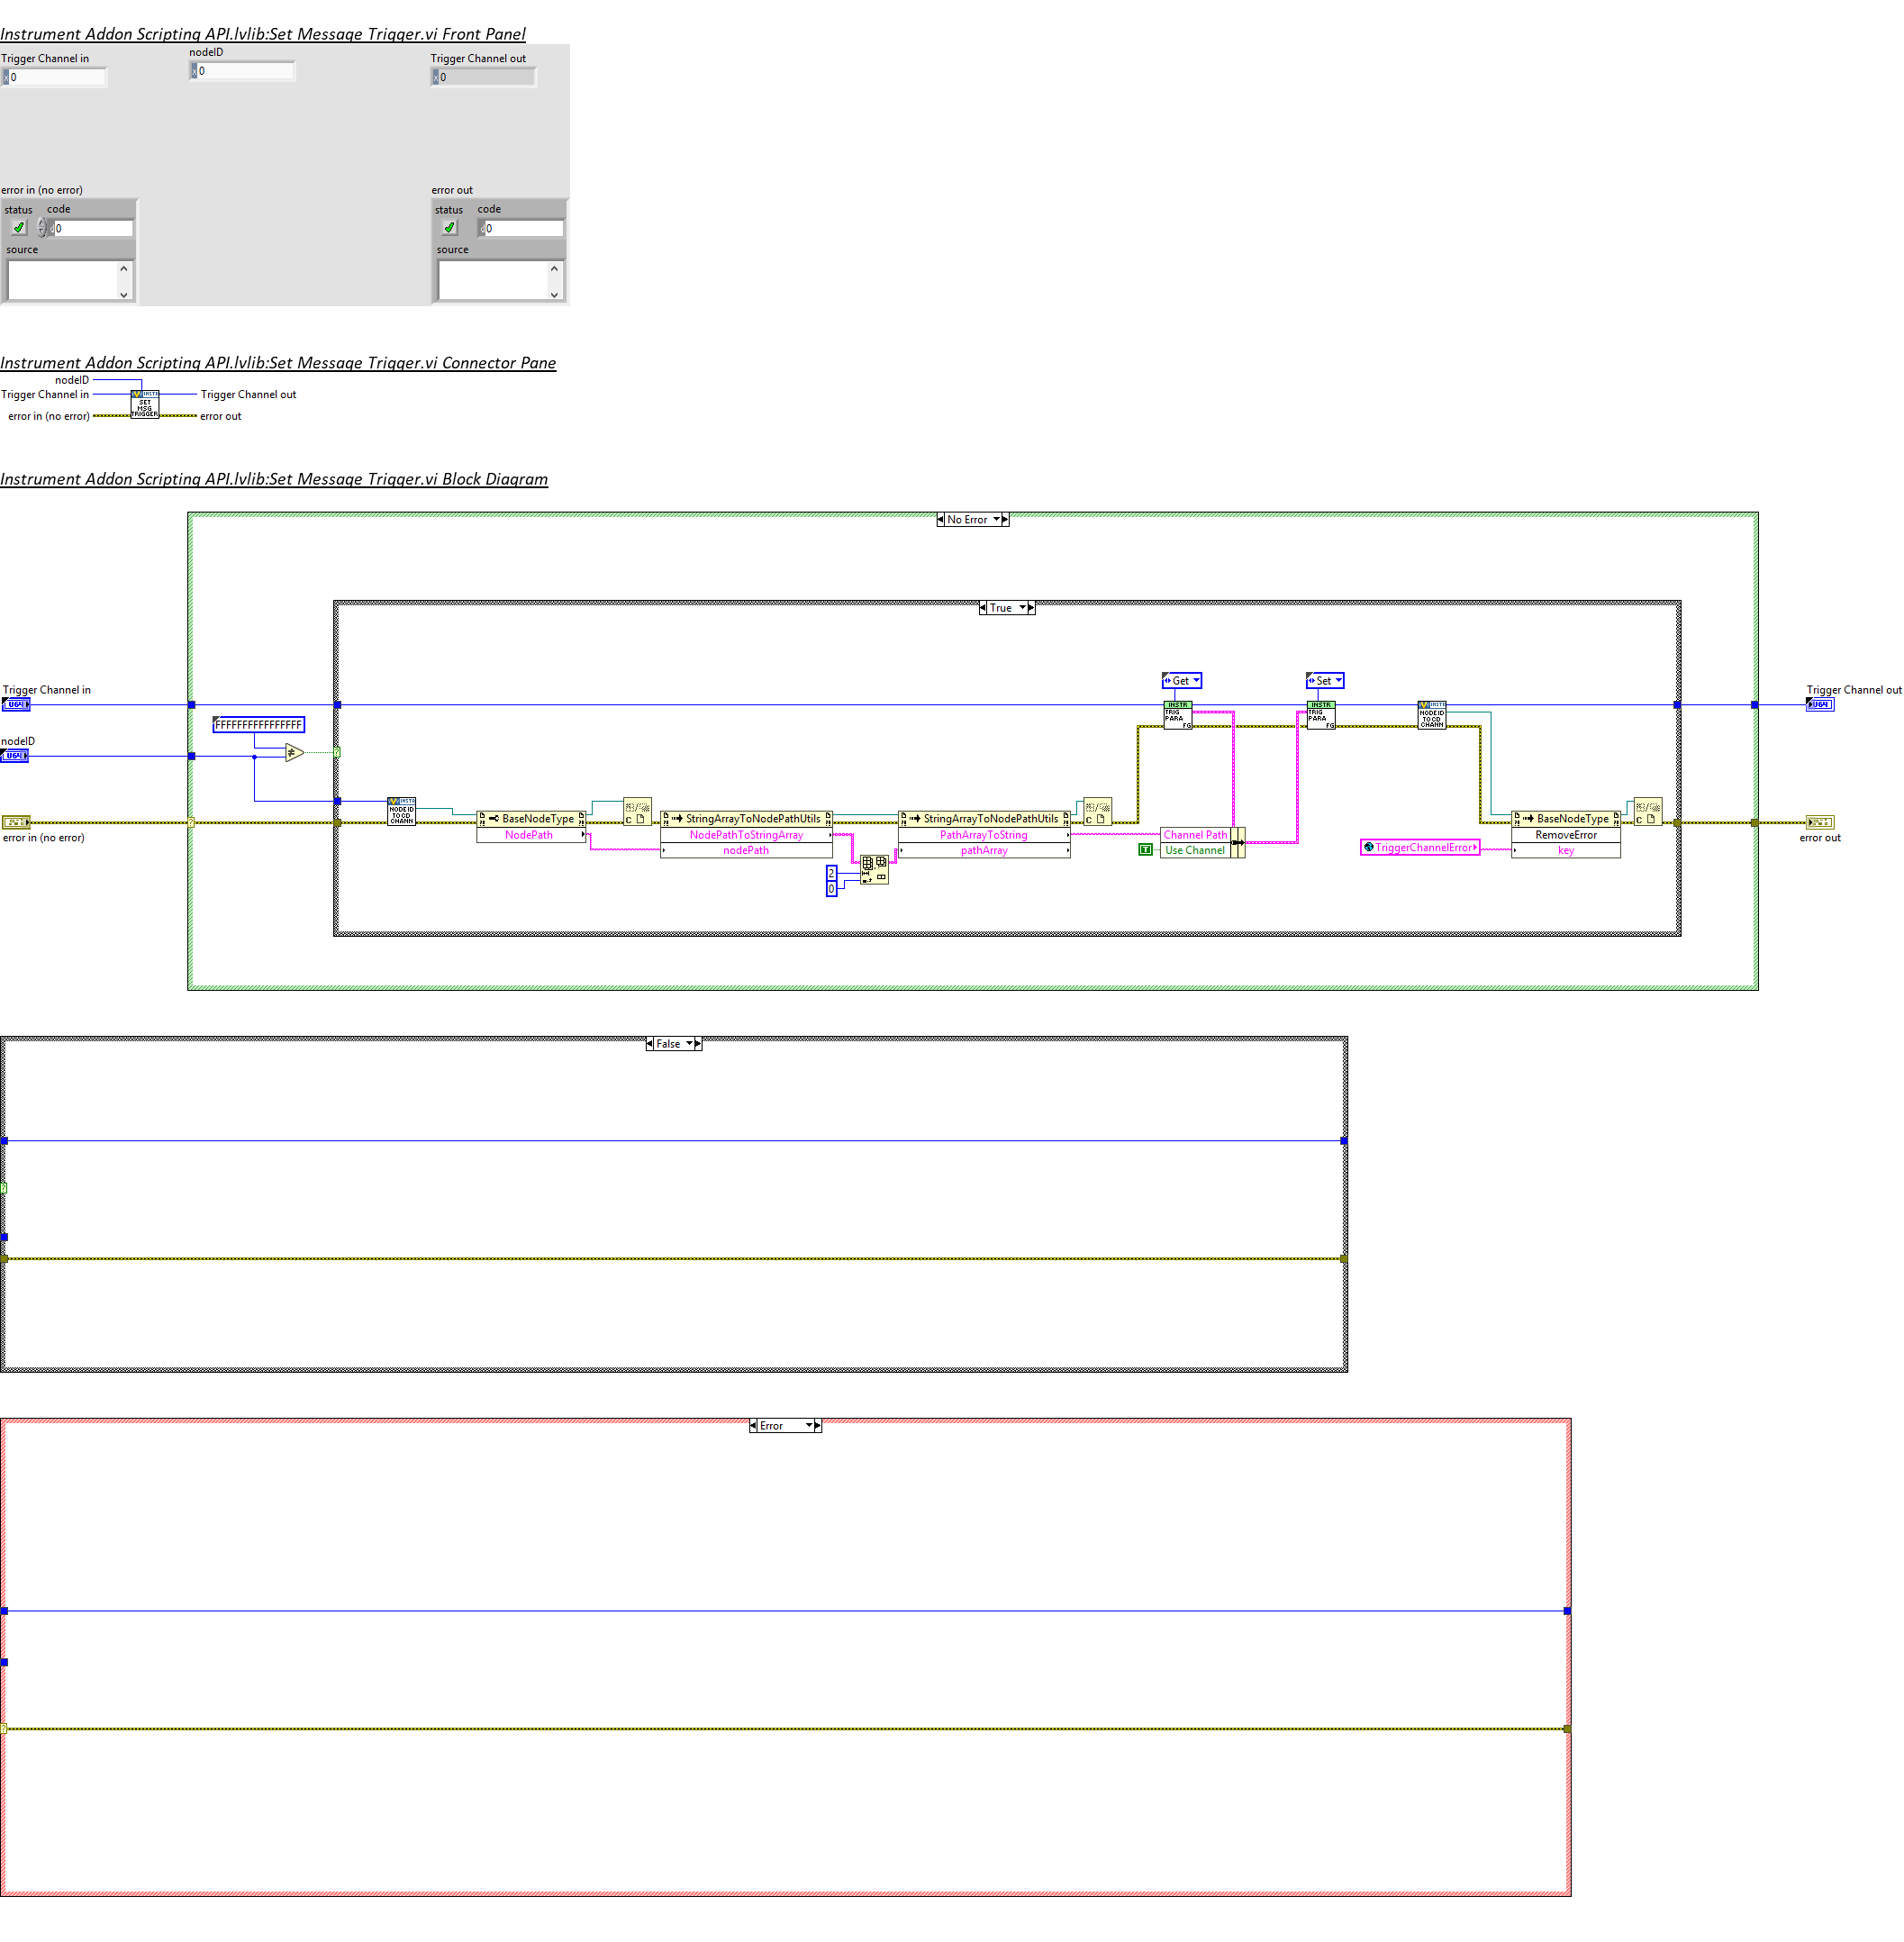 Instrument Addon Scripting API.lvlib:Set Message Trigger.vi Front Panel
Trigger Channel in
nodeID
Trigger Channel out
x 0
x 0
x 0
error in (no error)
error out
status code
status code
d 0
d 0
source
source
Instrument Addon Scripting API.lvlib:Set Message Trigger.vi Connector Pane
nodeID
Trigger Channel in
Trigger Channel out
INSTR
SET
MSG
TRIGGER
error in (no error)
error out
Instrument Addon Scripting API.lvlib:Set Message Trigger.vi Block Diagram
No Error
True
Get
Set
Trigger Channel in
Trigger Channel out
U64
U64
FFFFFFFFFFFFFFFF
INSTR
TRIG
PARA
FG
INSTR
TRIG
PARA
FG
INSTR
NODE ID
TO CD
CHANN
nodeID
U64
INSTR
NODE ID
TO CD
CHANN
BaseNodeType
NodePath
StringArrayToNodePathUtils
NodePathToStringArray
nodePath
StringArrayToNodePathUtils
PathArrayToString
pathArray
Channel Path
T
Use Channel
TriggerChannelError
BaseNodeType
RemoveError
key
2
0
error in (no error)
error out
False
Error